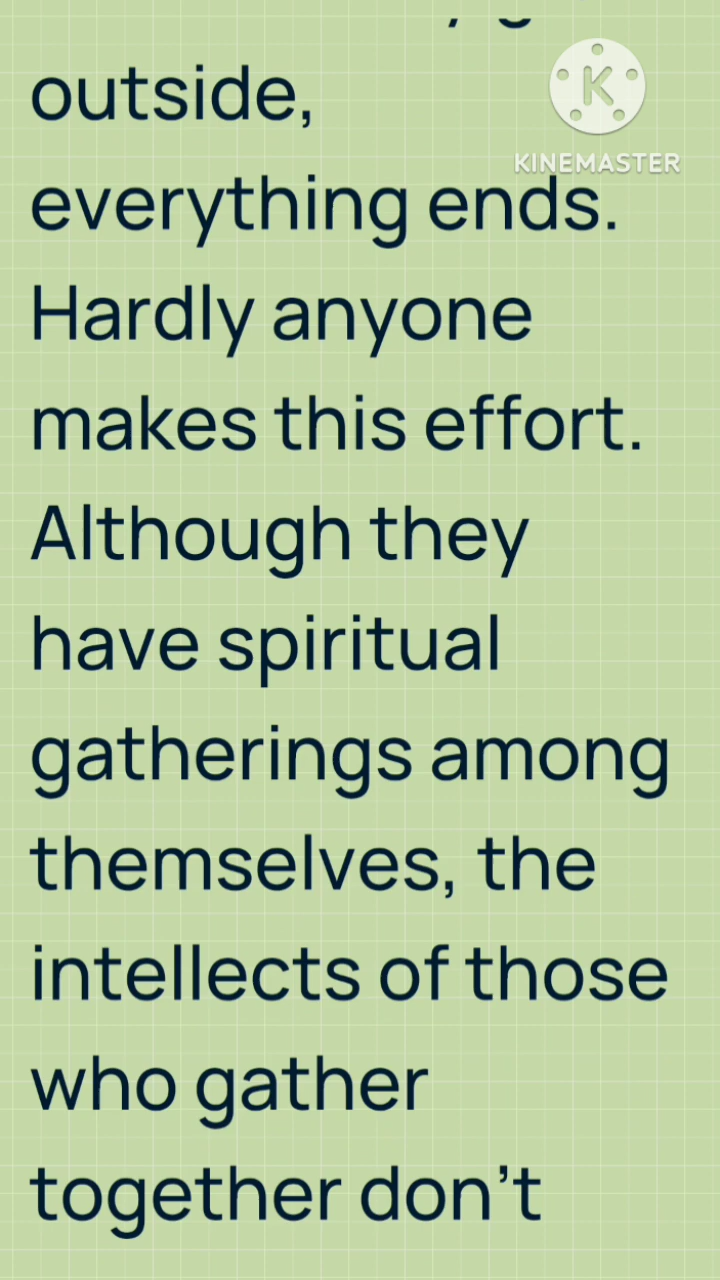 outside,
KINEMASTER
everything ends.
Hardly anyone
makes this effort.
Although they
have spiritual
gatherings among
themselves, the
intellects of those
who gather
together don't